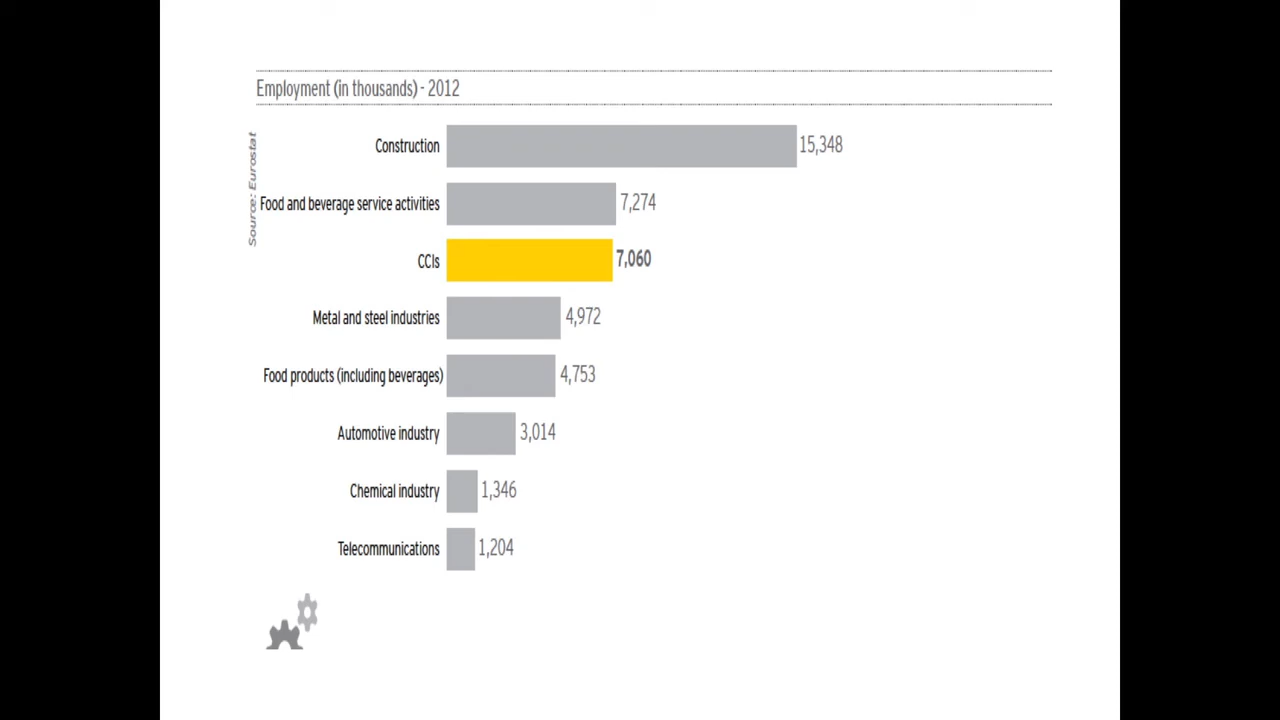 Employment (in thousands) - 2012
Source: Eurostat
Construction 15,348
Food and beverage service activities 7,274
CCIs 7,060
Metal and steel industries 4,972
Food products (including beverages) 4,753
Automotive industry 3,014
Chemical industry 1,346
Telecommunications 1,204